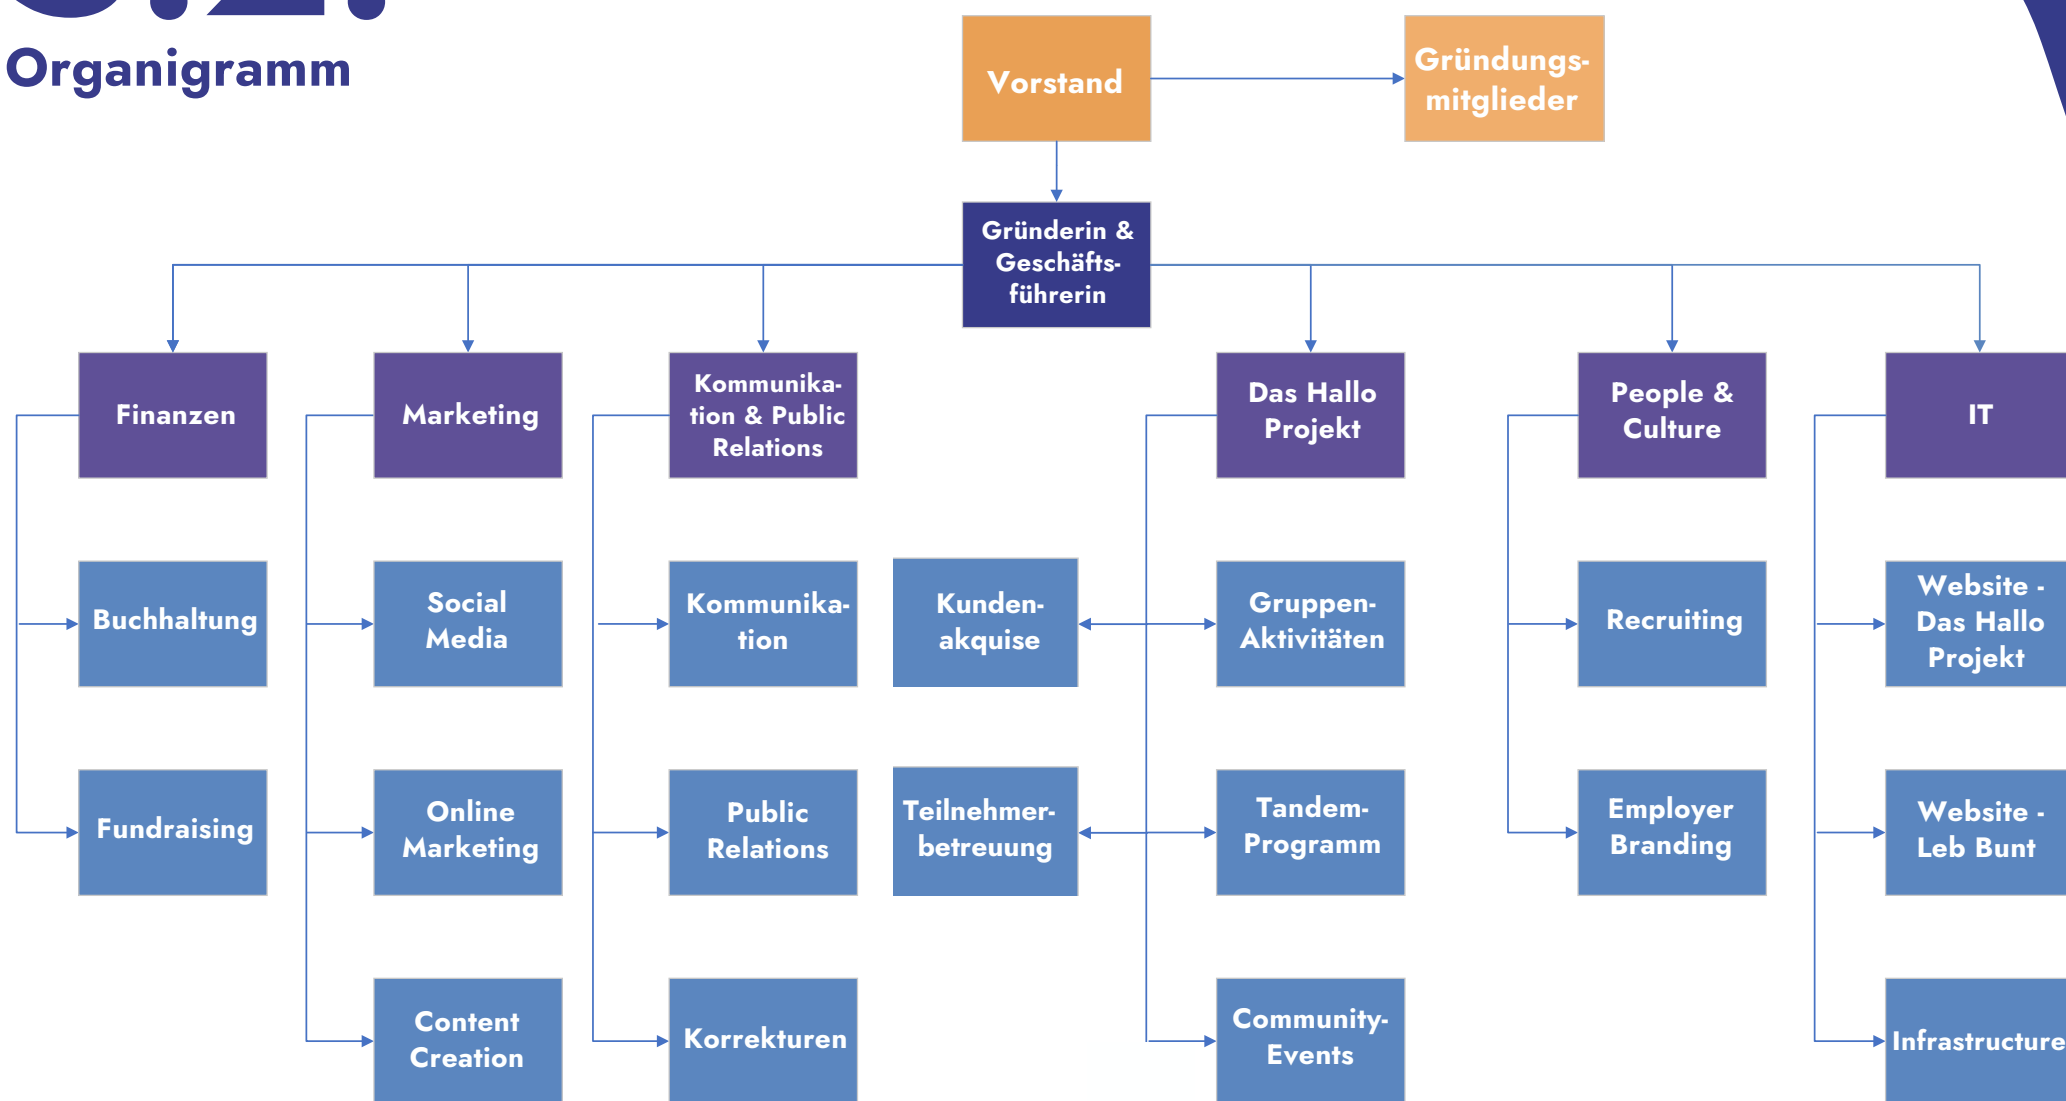 Organigramm
Vorstand
Gründungs-
mitglieder
Gründerin &
Geschäfts-
führerin
Finanzen
Marketing
Kommunika-
tion & Public
Relations
Das Hallo
Projekt
People &
Culture
IT
Buchhaltung
Social
Media
Kommunika-
tion
Kunden-
akquise
Gruppen-
Aktivitäten
Recruiting
Website -
Das Hallo
Projekt
Fundraising
Online
Marketing
Public
Relations
Teilnehmer-
betreuung
Tandem-
Programm
Employer
Branding
Website -
Leb Bunt
Content
Creation
Korrekturen
Community-
Events
Infrastructure